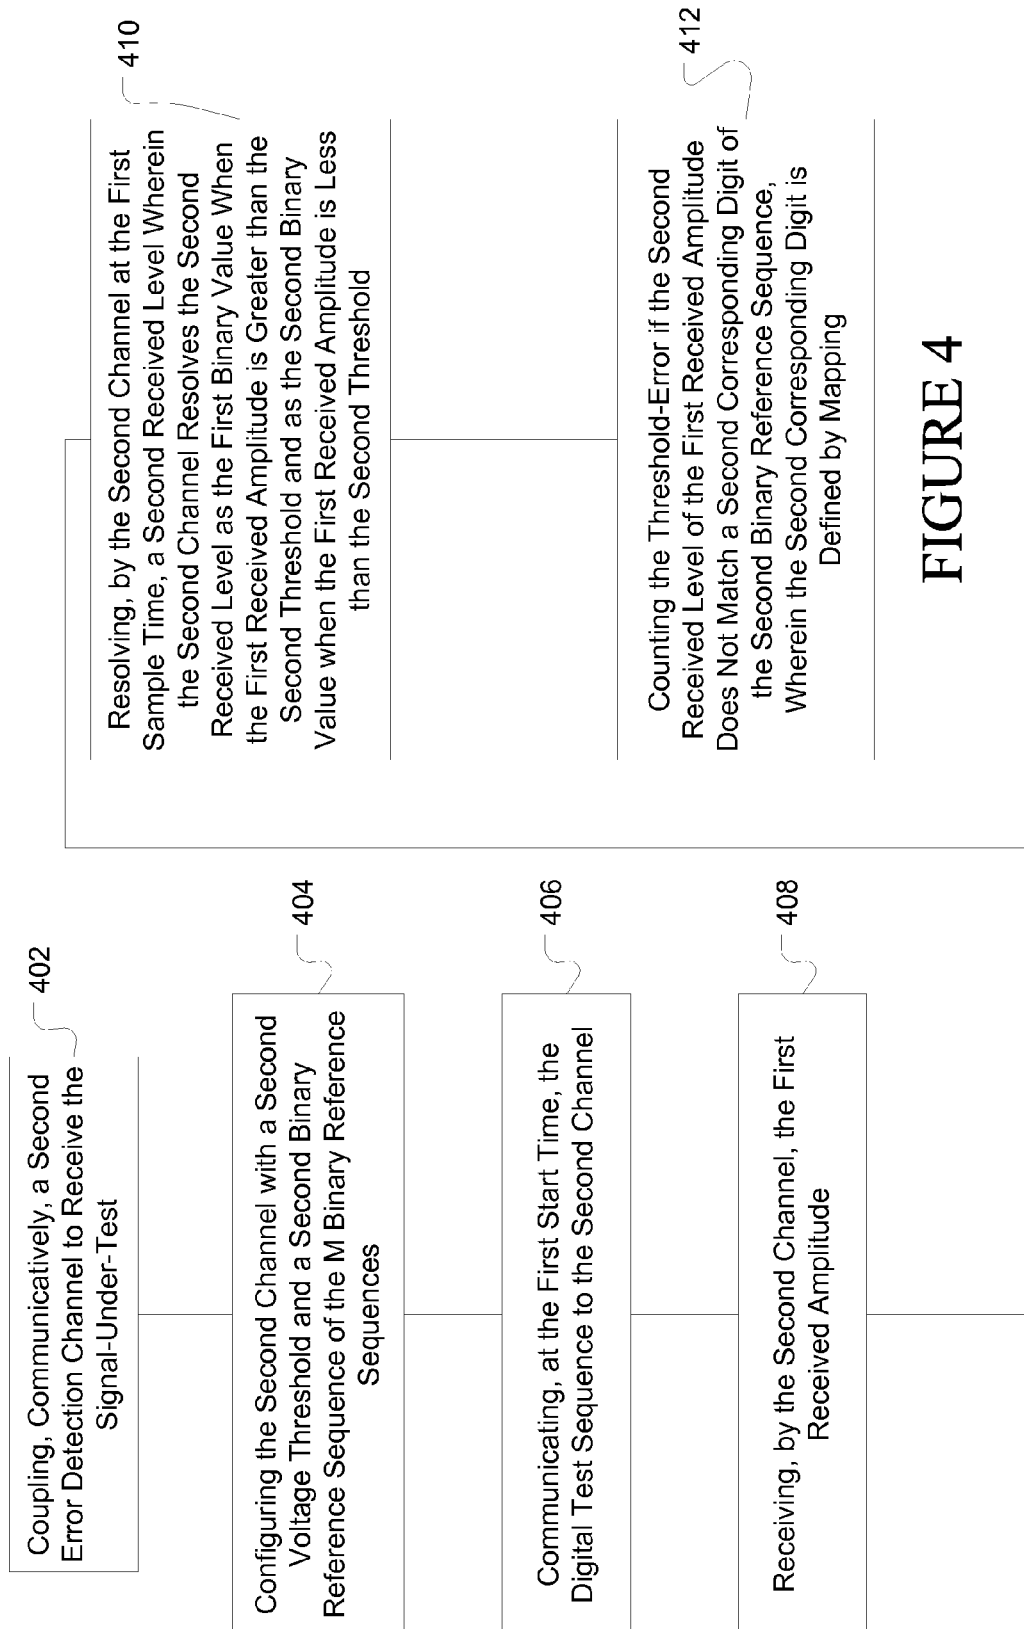 402
Coupling, Communicatively, a Second
Error Detection Channel to Receive the
Signal-Under-Test
404
Configuring the Second Channel with a Second
Voltage Threshold and a Second Binary
Reference Sequence of the M Binary Reference
Sequences
406
Communicating, at the First Start Time, the
Digital Test Sequence to the Second Channel
408
Receiving, by the Second Channel, the First
Received Amplitude
410
Resolving, by the Second Channel at the First
Sample Time, a Second Received Level Wherein
the Second Channel Resolves the Second
Received Level as the First Binary Value When
the First Received Amplitude is Greater than the
Second Threshold and as the Second Binary
Value when the First Received Amplitude is Less
than the Second Threshold
412
Counting the Threshold-Error if the Second
Received Level of the First Received Amplitude
Does Not Match a Second Corresponding Digit of
the Second Binary Reference Sequence,
Wherein the Second Corresponding Digit is
Defined by Mapping
FIGURE 4